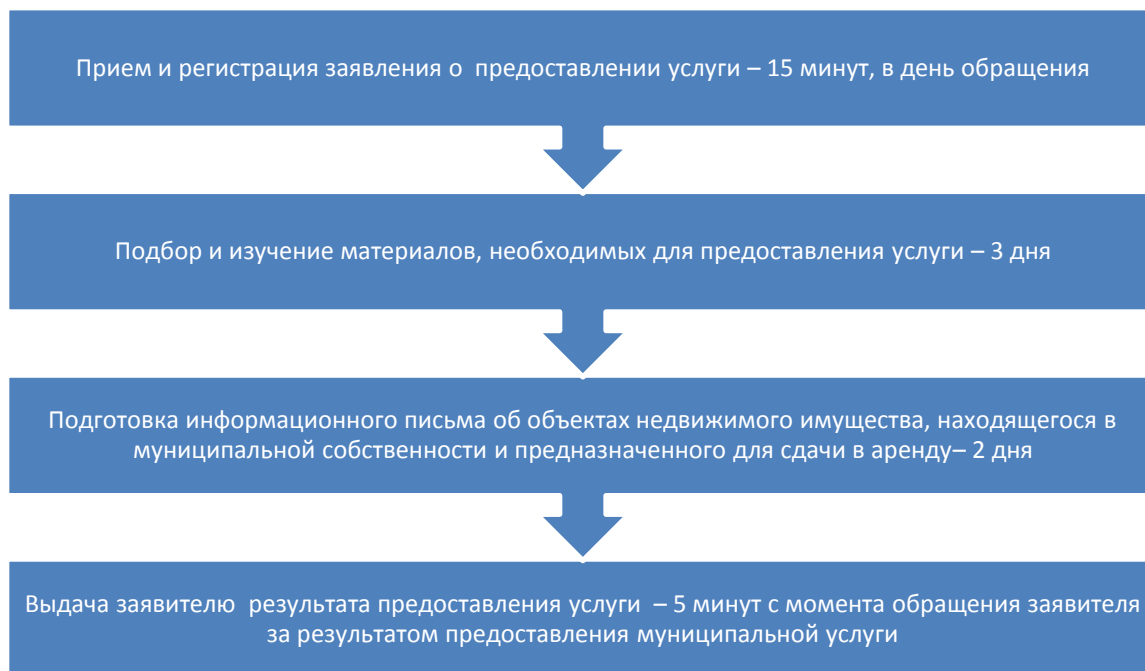 Прием и регистрация заявления о  предоставлении услуги – 15 минут, в день обращения
Подбор и изучение материалов, необходимых для предоставления услуги – 3 дня
Подготовка информационного письма об объектах недвижимого имущества, находящегося в
муниципальной собственности и предназначенного для сдачи в аренду– 2 дня
Выдача заявителю  результата предоставления услуги  – 5 минут с момента обращения заявителя
за результатом предоставления муниципальной услуги